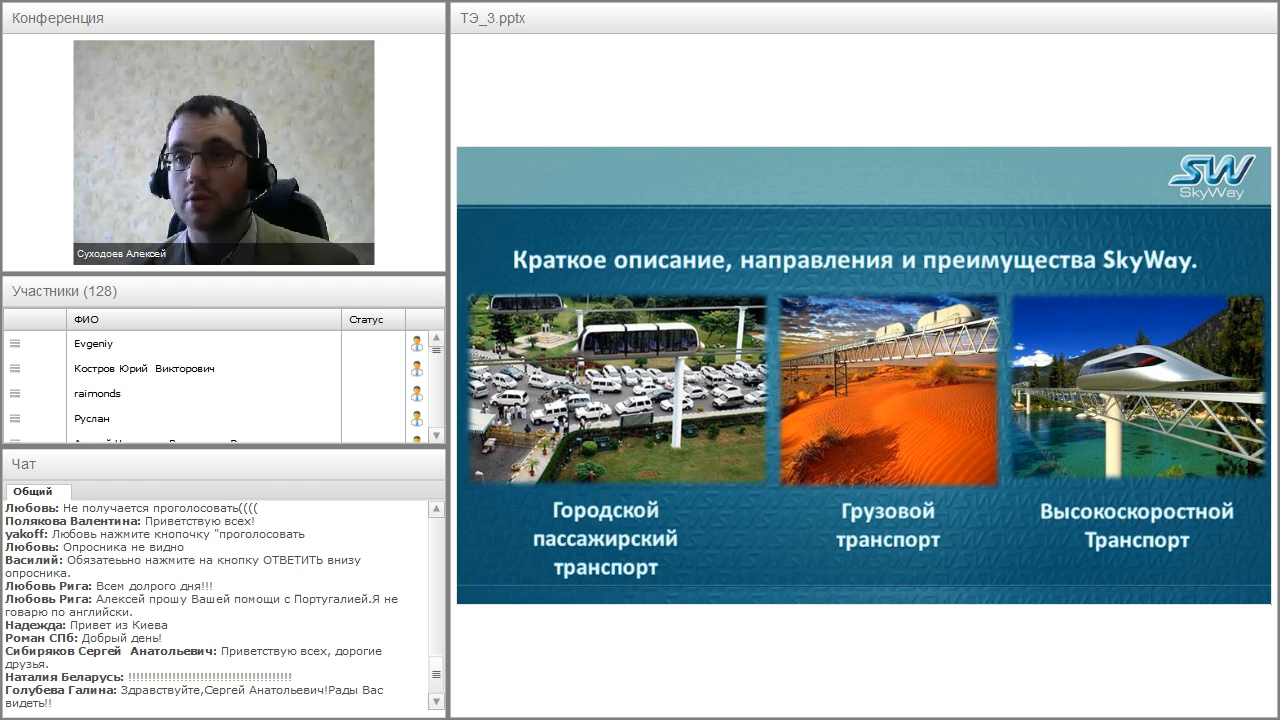 Конференция
Суходоев Алексей
Участники (128)
ФИО
Статус
Evgeniy
Костров Юрий Викторович
raimonds
Руслан
Чат
Общий
Любовь: Не получается проголосовать((((
Полякова Валентина: Приветствую всех!
yakoff: Любовь нажмите кнопочку "проголосовать
Любовь: Опросника не видно
Василий: Обязатеьно нажмите на кнопку ОТВЕТИТЬ внизу
опросника.
Любовь Рига: Всем долрого дня!!!
Любовь Рига: Алексей прошу Вашей помощи с Португалией.Я не
говарю по английски.
Надежда: Привет из Киева
Роман СПб: Добрый день!
Сибиряков Сергей Анатольевич: Приветствую всех, дорогие
друзья.
Наталия Беларусь: !!!!!!!!!!!!!!!!!!!!!!!!!!!!!!!!!!!!!!!!!
Голубева Галина: Здравствуйте,Сергей Анатольевич!Рады Вас
видеть!!
ТЭ_3.pptx
SW
SkyWay
Краткое описание, направления и преимущества SkyWay.
Городской
пассажирский
транспорт
Грузовой
транспорт
Высокоскоростной
Транспорт